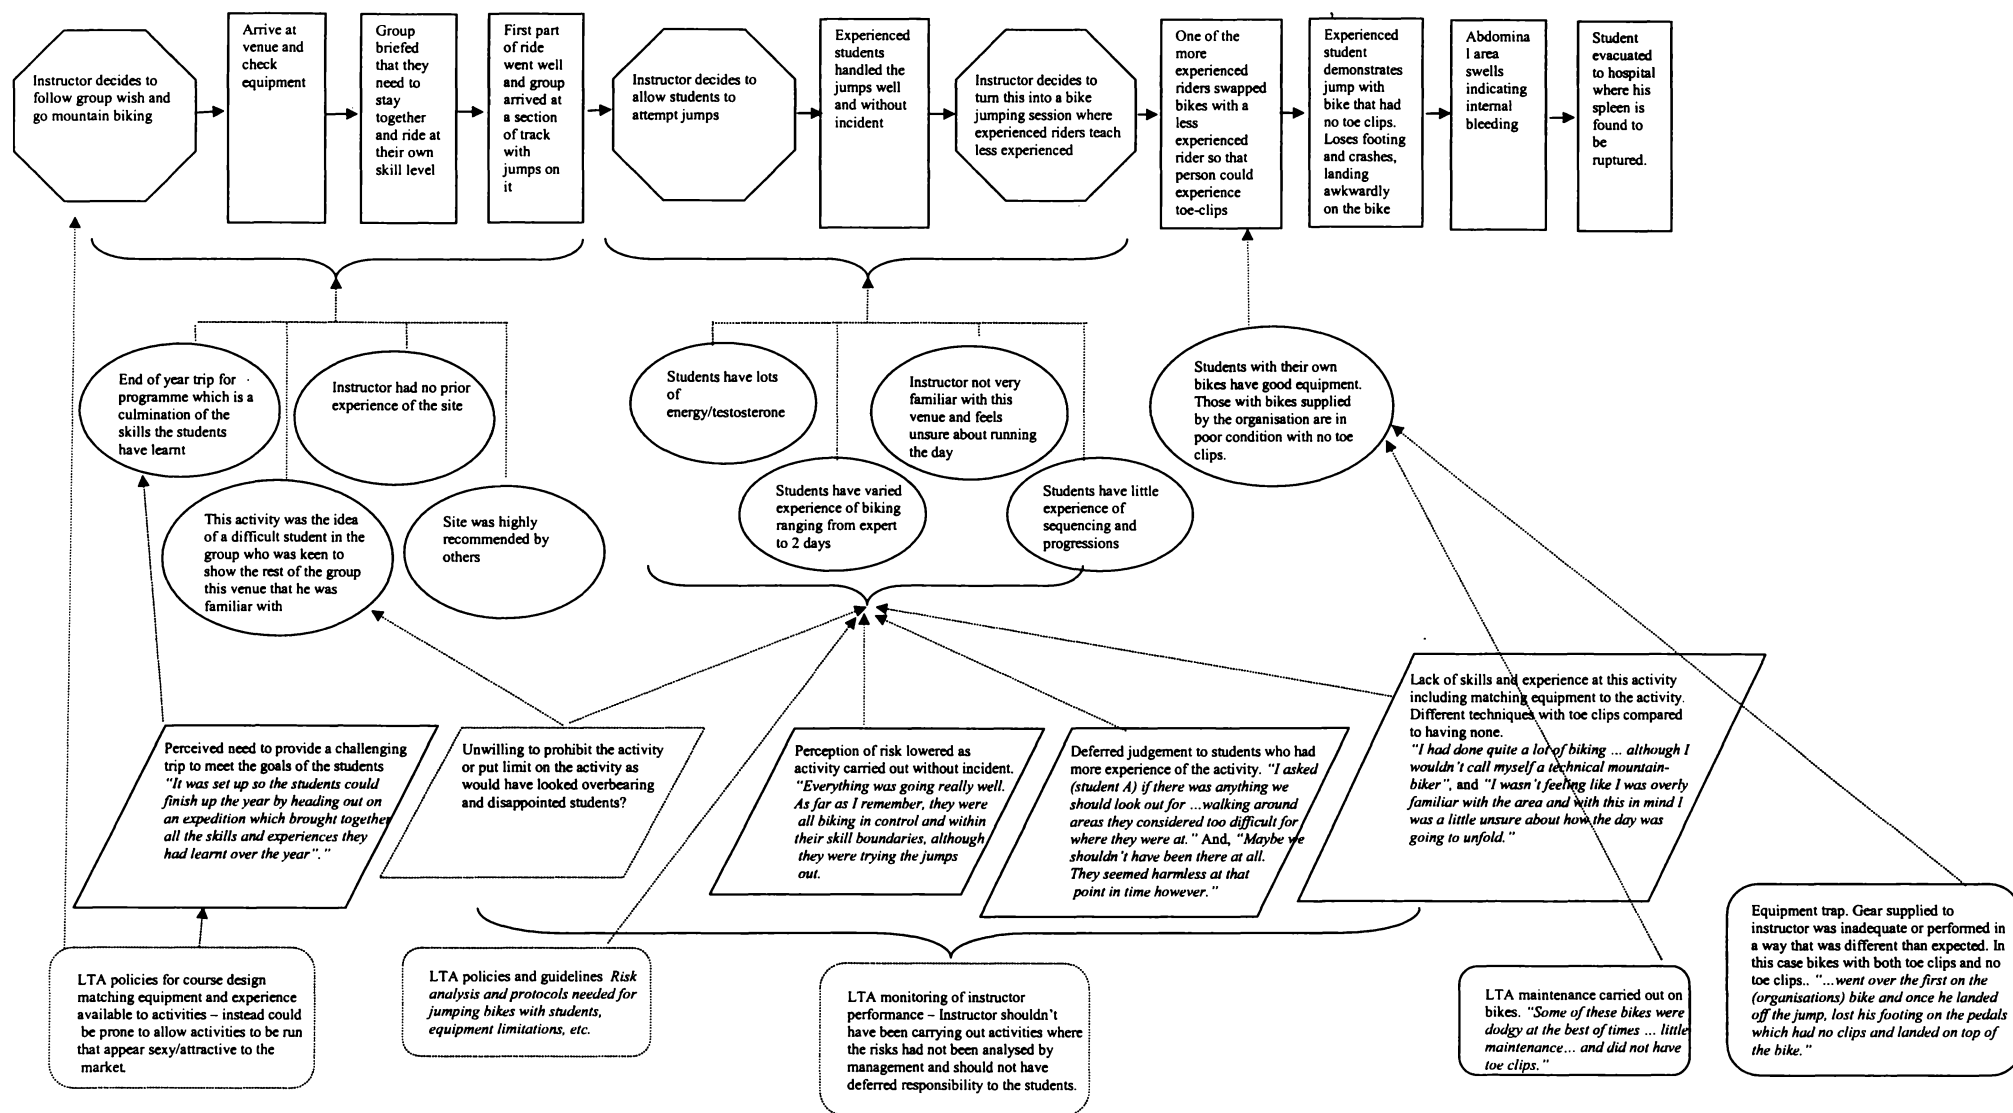 Instructor decides to
follow group wish and
go mountain biking
Arrive at
venue and
check
equipment
Group
briefed
that they
need to
stay
together
and ride at
their own
skill level
First part
of ride
went well
and group
arrived at
a section
of track
with
jumps on
it
Instructor decides to
allow students to
attempt jumps
Experienced
students
handled the
jumps well
and without
incident
Instructor decides to
turn this into a bike
jumping session where
experienced riders teach
less experienced
One of the
more
experienced
riders swapped
bikes with a
less
experienced
rider so that
person could
experience
toe-clips
Experienced
student
demonstrates
jump with
bike that had
no toe clips.
Loses footing
and crashes,
landing
awkwardly
on the bike
Abdomina
l area
swells
indicating
internal
bleeding
Student
evacuated
to hospital
where his
spleen is
found to
be
ruptured.
End of year trip for
programme which is a
culmination of the
skills the students
have learnt
Instructor had no prior
experience of the site
This activity was the idea
of a difficult student in the
group who was keen to
show the rest of the group
this venue that he was
familiar with
Site was highly
recommended by
others
Students have lots
of
energy/testosterone
Instructor not very
familiar with this
venue and feels
unsure about running
the day
Students have varied
experience of biking
ranging from expert
to 2 days
Students have little
experience of
sequencing and
progressions
Students with their own
bikes have good equipment.
Those with bikes supplied
by the organisation are in
poor condition with no toe
clips.
Perceived need to provide a challenging
trip to meet the goals of the students
"It was set up so the students could
finish up the year by heading out on
an expedition which brought together
all the skills and experiences they
had learnt over the year"."
Unwilling to prohibit the activity
or put limit on the activity as
would have looked overbearing
and disappointed students?
Perception of risk lowered as
activity carried out without incident.
"Everything was going really well.
As far as I remember, they were
all biking in control and within
their skill boundaries, although
they were trying the jumps
out.
Deferred judgement to students who had
more experience of the activity. "I asked
(student A) if there was anything we
should look out for ...walking around
areas they considered too difficult for
where they were at." And, "Maybe we
shouldn't have been there at all.
They seemed harmless at that
point in time however."
Lack of skills and experience at this activity
including matching equipment to the activity.
Different techniques with toe clips compared
to having none.
"I had done quite a lot of biking ... although I
wouldn't call myself a technical mountain-
biker", and "I wasn't feeling like I was overly
familiar with the area and with this in mind I
was a little unsure about how the day was
going to unfold."
LTA policies for course design
matching equipment and experience
available to activities – instead could
be prone to allow activities to be run
that appear sexy/attractive to the
market.
LTA policies and guidelines Risk
analysis and protocols needed for
jumping bikes with students,
equipment limitations, etc.
LTA monitoring of instructor
performance – Instructor shouldn't
have been carrying out activities where
the risks had not been analysed by
management and should not have
deferred responsibility to the students.
LTA maintenance carried out on
bikes. "Some of these bikes were
dodgy at the best of times ... little
maintenance... and did not have
toe clips."
Equipment trap. Gear supplied to
instructor was inadequate or performed in
a way that was different than expected. In
this case bikes with both toe clips and no
toe clips.. "...went over the first on the
(organisations) bike and once he landed
off the jump, lost his footing on the pedals
which had no clips and landed on top of
the bike."